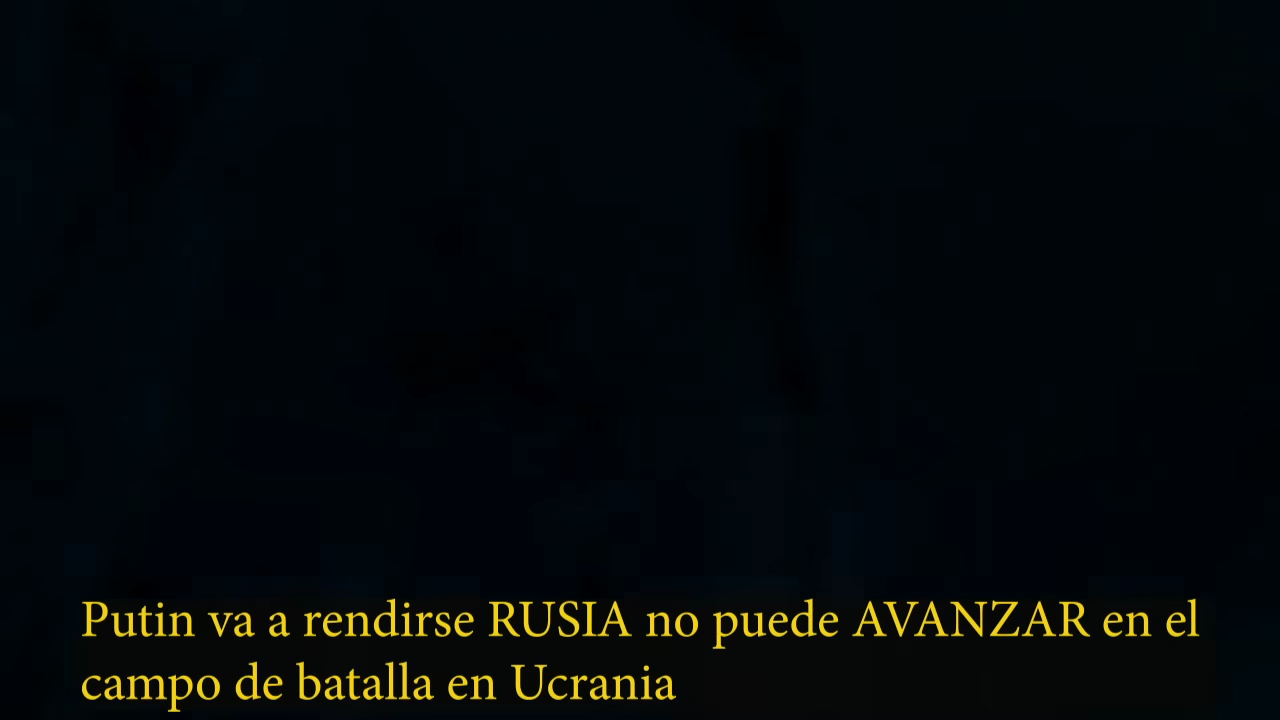 Putin va a rendirse RUSIA no puede AVANZAR en el
campo de batalla en Ucrania